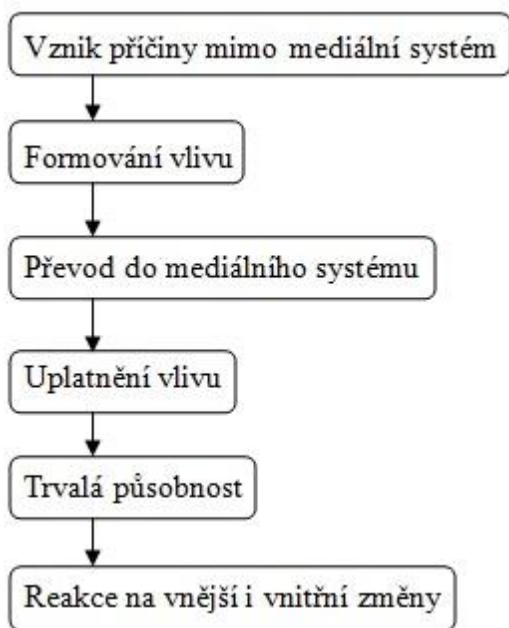 Vznik příčiny mimo mediální systém
Formování vlivu
Převod do mediálního systému
Uplatnění vlivu
Trvalá působnost
Reakce na vnější i vnitřní změny